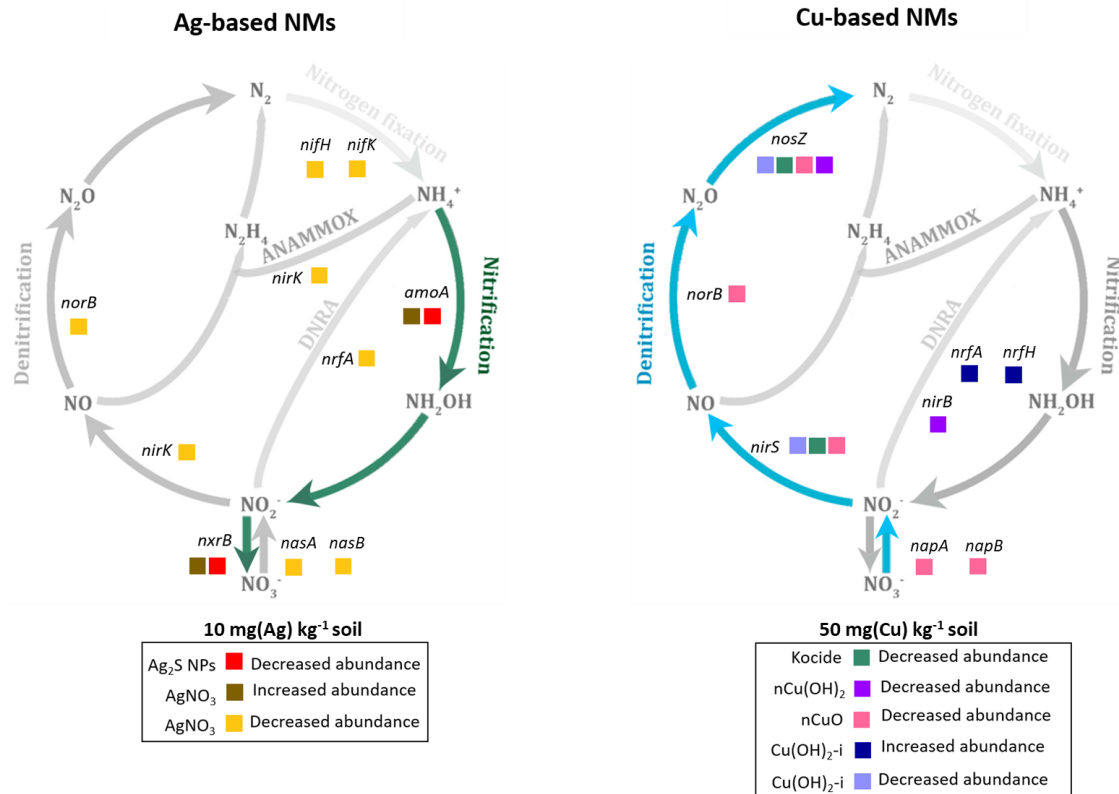 Ag-based NMs
N₂
Nitrogen fixation
nifH nifK
N₂O
NH₄⁺
N₂H₄
ANAMMOX
nirK
amoA
Nitrification
norB
Denitrification
DNRA
nrfA
NO
NH₂OH
nirK
NO₂⁻
nxrB
nasA nasB
NO₃⁻
10 mg(Ag) kg⁻¹ soil
Ag₂S NPs Decreased abundance
AgNO₃ Increased abundance
AgNO₃ Decreased abundance
Cu-based NMs
N₂
Nitrogen fixation
nosZ
N₂O
NH₄⁺
N₂H₄
ANAMMOX
norB
Denitrification
DNRA
Nitrification
nrfA nrfH
NO
nirB
NH₂OH
nirS
NO₂⁻
napA napB
NO₃⁻
50 mg(Cu) kg⁻¹ soil
Kocide Decreased abundance
nCu(OH)₂ Decreased abundance
nCuO Decreased abundance
Cu(OH)₂-i Increased abundance
Cu(OH)₂-i Decreased abundance